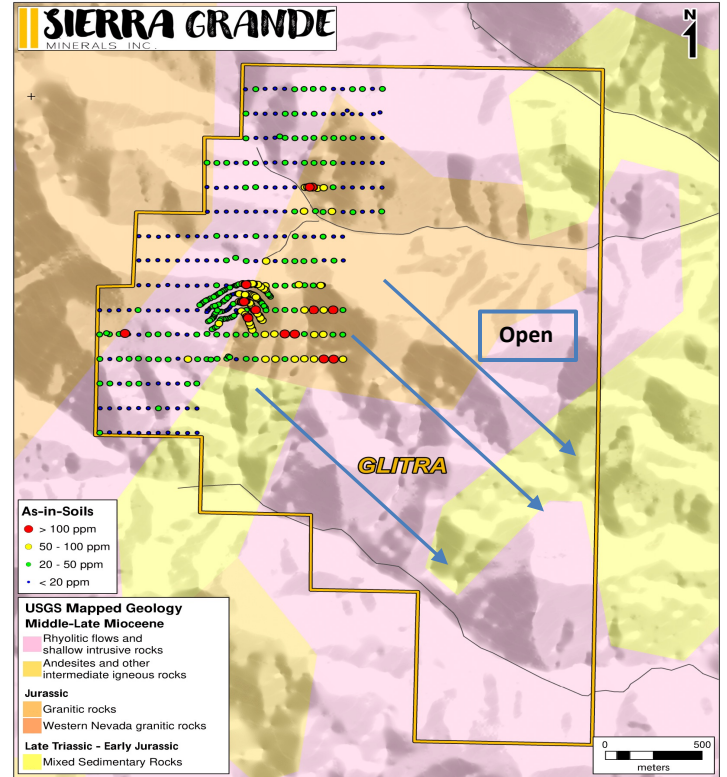 SIERRA GRANDE
MINERALS INC.
N
Open
GLITRA
As-in-Soils
> 100 ppm
50 - 100 ppm
20 - 50 ppm
< 20 ppm
USGS Mapped Geology
Middle-Late Mioceene
Rhyolitic flows and
shallow intrusive rocks
Andesites and other
intermediate igneous rocks
Jurassic
Granitic rocks
Western Nevada granitic rocks
Late Triassic - Early Jurassic
Mixed Sedimentary Rocks
0 500
meters